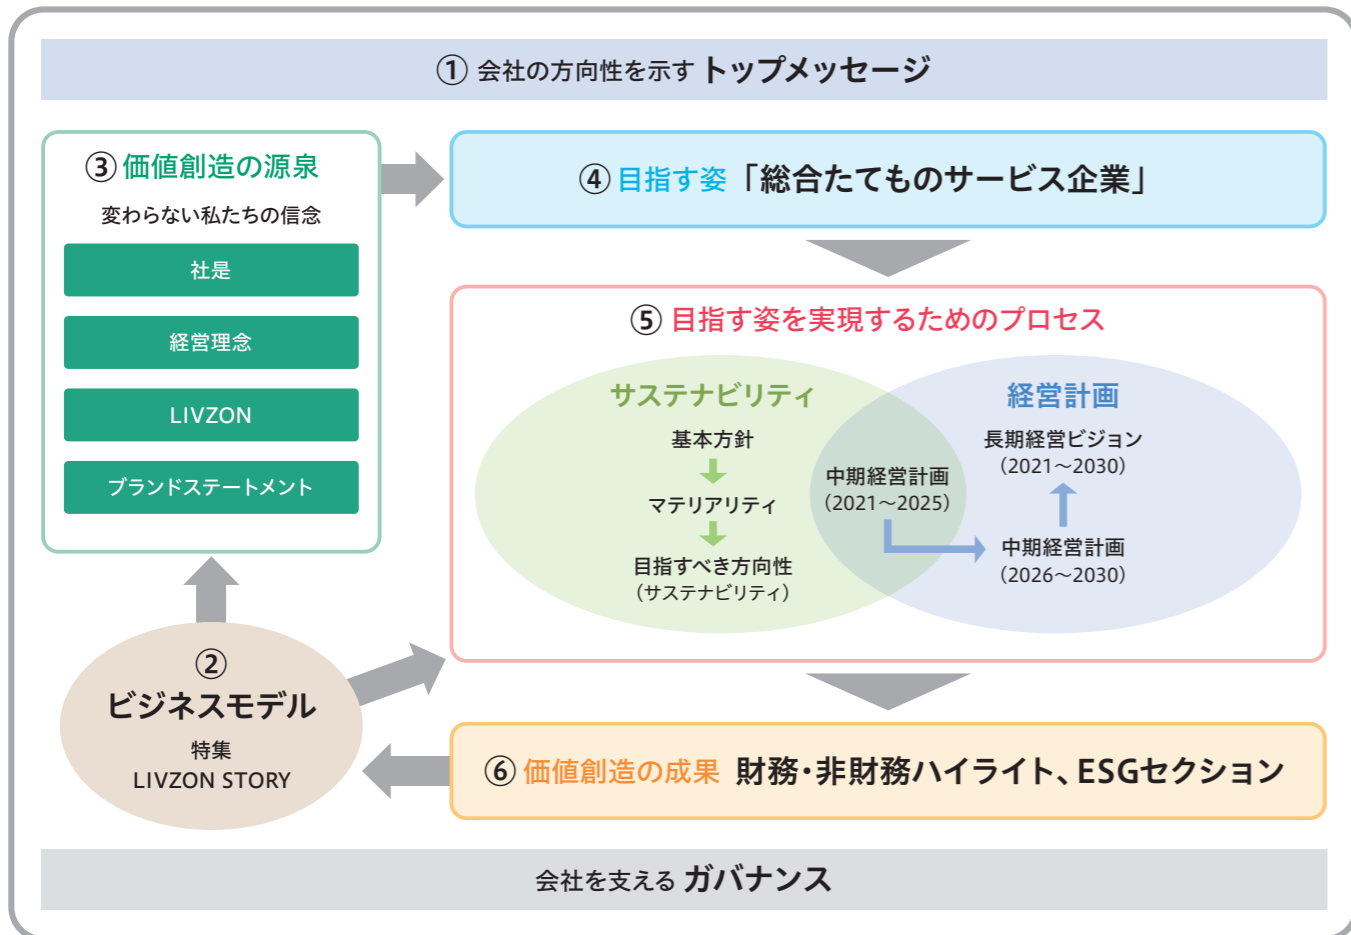 ① 会社の方向性を示す トップメッセージ
③ 価値創造の源泉
変わらない私たちの信念
社是
経営理念
LIVZON
ブランドステートメント
④ 目指す姿 「総合たてものサービス企業」
⑤ 目指す姿を実現するためのプロセス
サステナビリティ
基本方針
マテリアリティ
目指すべき方向性
（サステナビリティ）
中期経営計画
（2021～2025）
経営計画
長期経営ビジョン
（2021～2030）
中期経営計画
（2026～2030）
②
ビジネスモデル
特集
LIVZON STORY
⑥ 価値創造の成果 財務・非財務ハイライト、ESGセクション
会社を支える ガバナンス